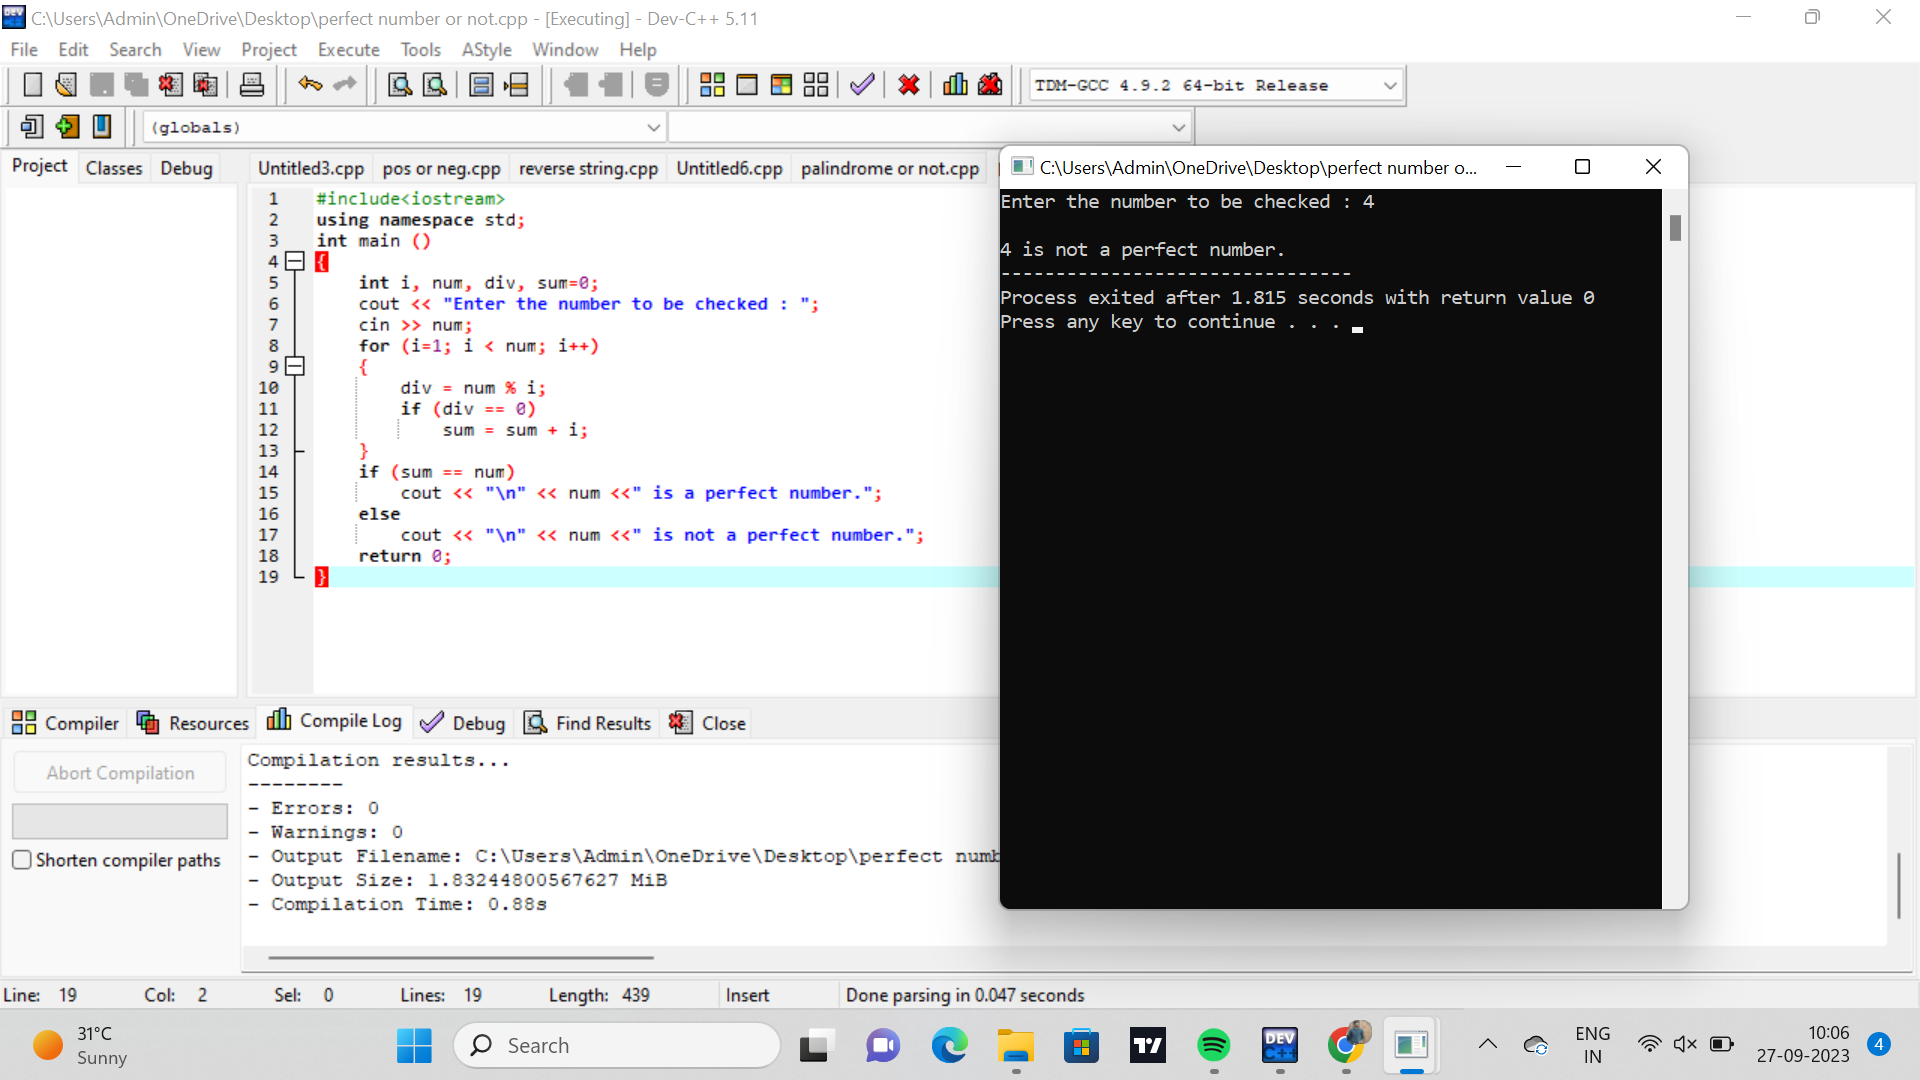 C:\Users\Admin\OneDrive\Desktop\perfect number or not.cpp - [Executing] - Dev-C++ 5.11
File Edit Search View Project Execute Tools AStyle Window Help
TDM-GCC 4.9.2 64-bit Release
(globals)
Project Classes Debug
Untitled3.cpp pos or neg.cpp reverse string.cpp Untitled6.cpp palindrome or not.cpp
1 #include<iostream>
2 using namespace std;
3 int main ()
4 {
5 int i, num, div, sum=0;
6 cout << "Enter the number to be checked : ";
7 cin >> num;
8 for (i=1; i < num; i++)
9 {
10 div = num % i;
11 if (div == 0)
12 sum = sum + i;
13 }
14 if (sum == num)
15 cout << "\n" << num <<" is a perfect number.";
16 else
17 cout << "\n" << num <<" is not a perfect number.";
18 return 0;
19 }
C:\Users\Admin\OneDrive\Desktop\perfect number o...
Enter the number to be checked : 4
4 is not a perfect number.
--------------------------------
Process exited after 1.815 seconds with return value 0
Press any key to continue . . .
Compiler Resources Compile Log Debug Find Results Close
Abort Compilation
Shorten compiler paths
Compilation results...
--------
- Errors: 0
- Warnings: 0
- Output Filename: C:\Users\Admin\OneDrive\Desktop\perfect numb
- Output Size: 1.83244800567627 MiB
- Compilation Time: 0.88s
Line: 19 Col: 2 Sel: 0 Lines: 19 Length: 439 Insert Done parsing in 0.047 seconds
31°C
Sunny
Search
DEV
C++
ENG
IN
10:06
27-09-2023
4